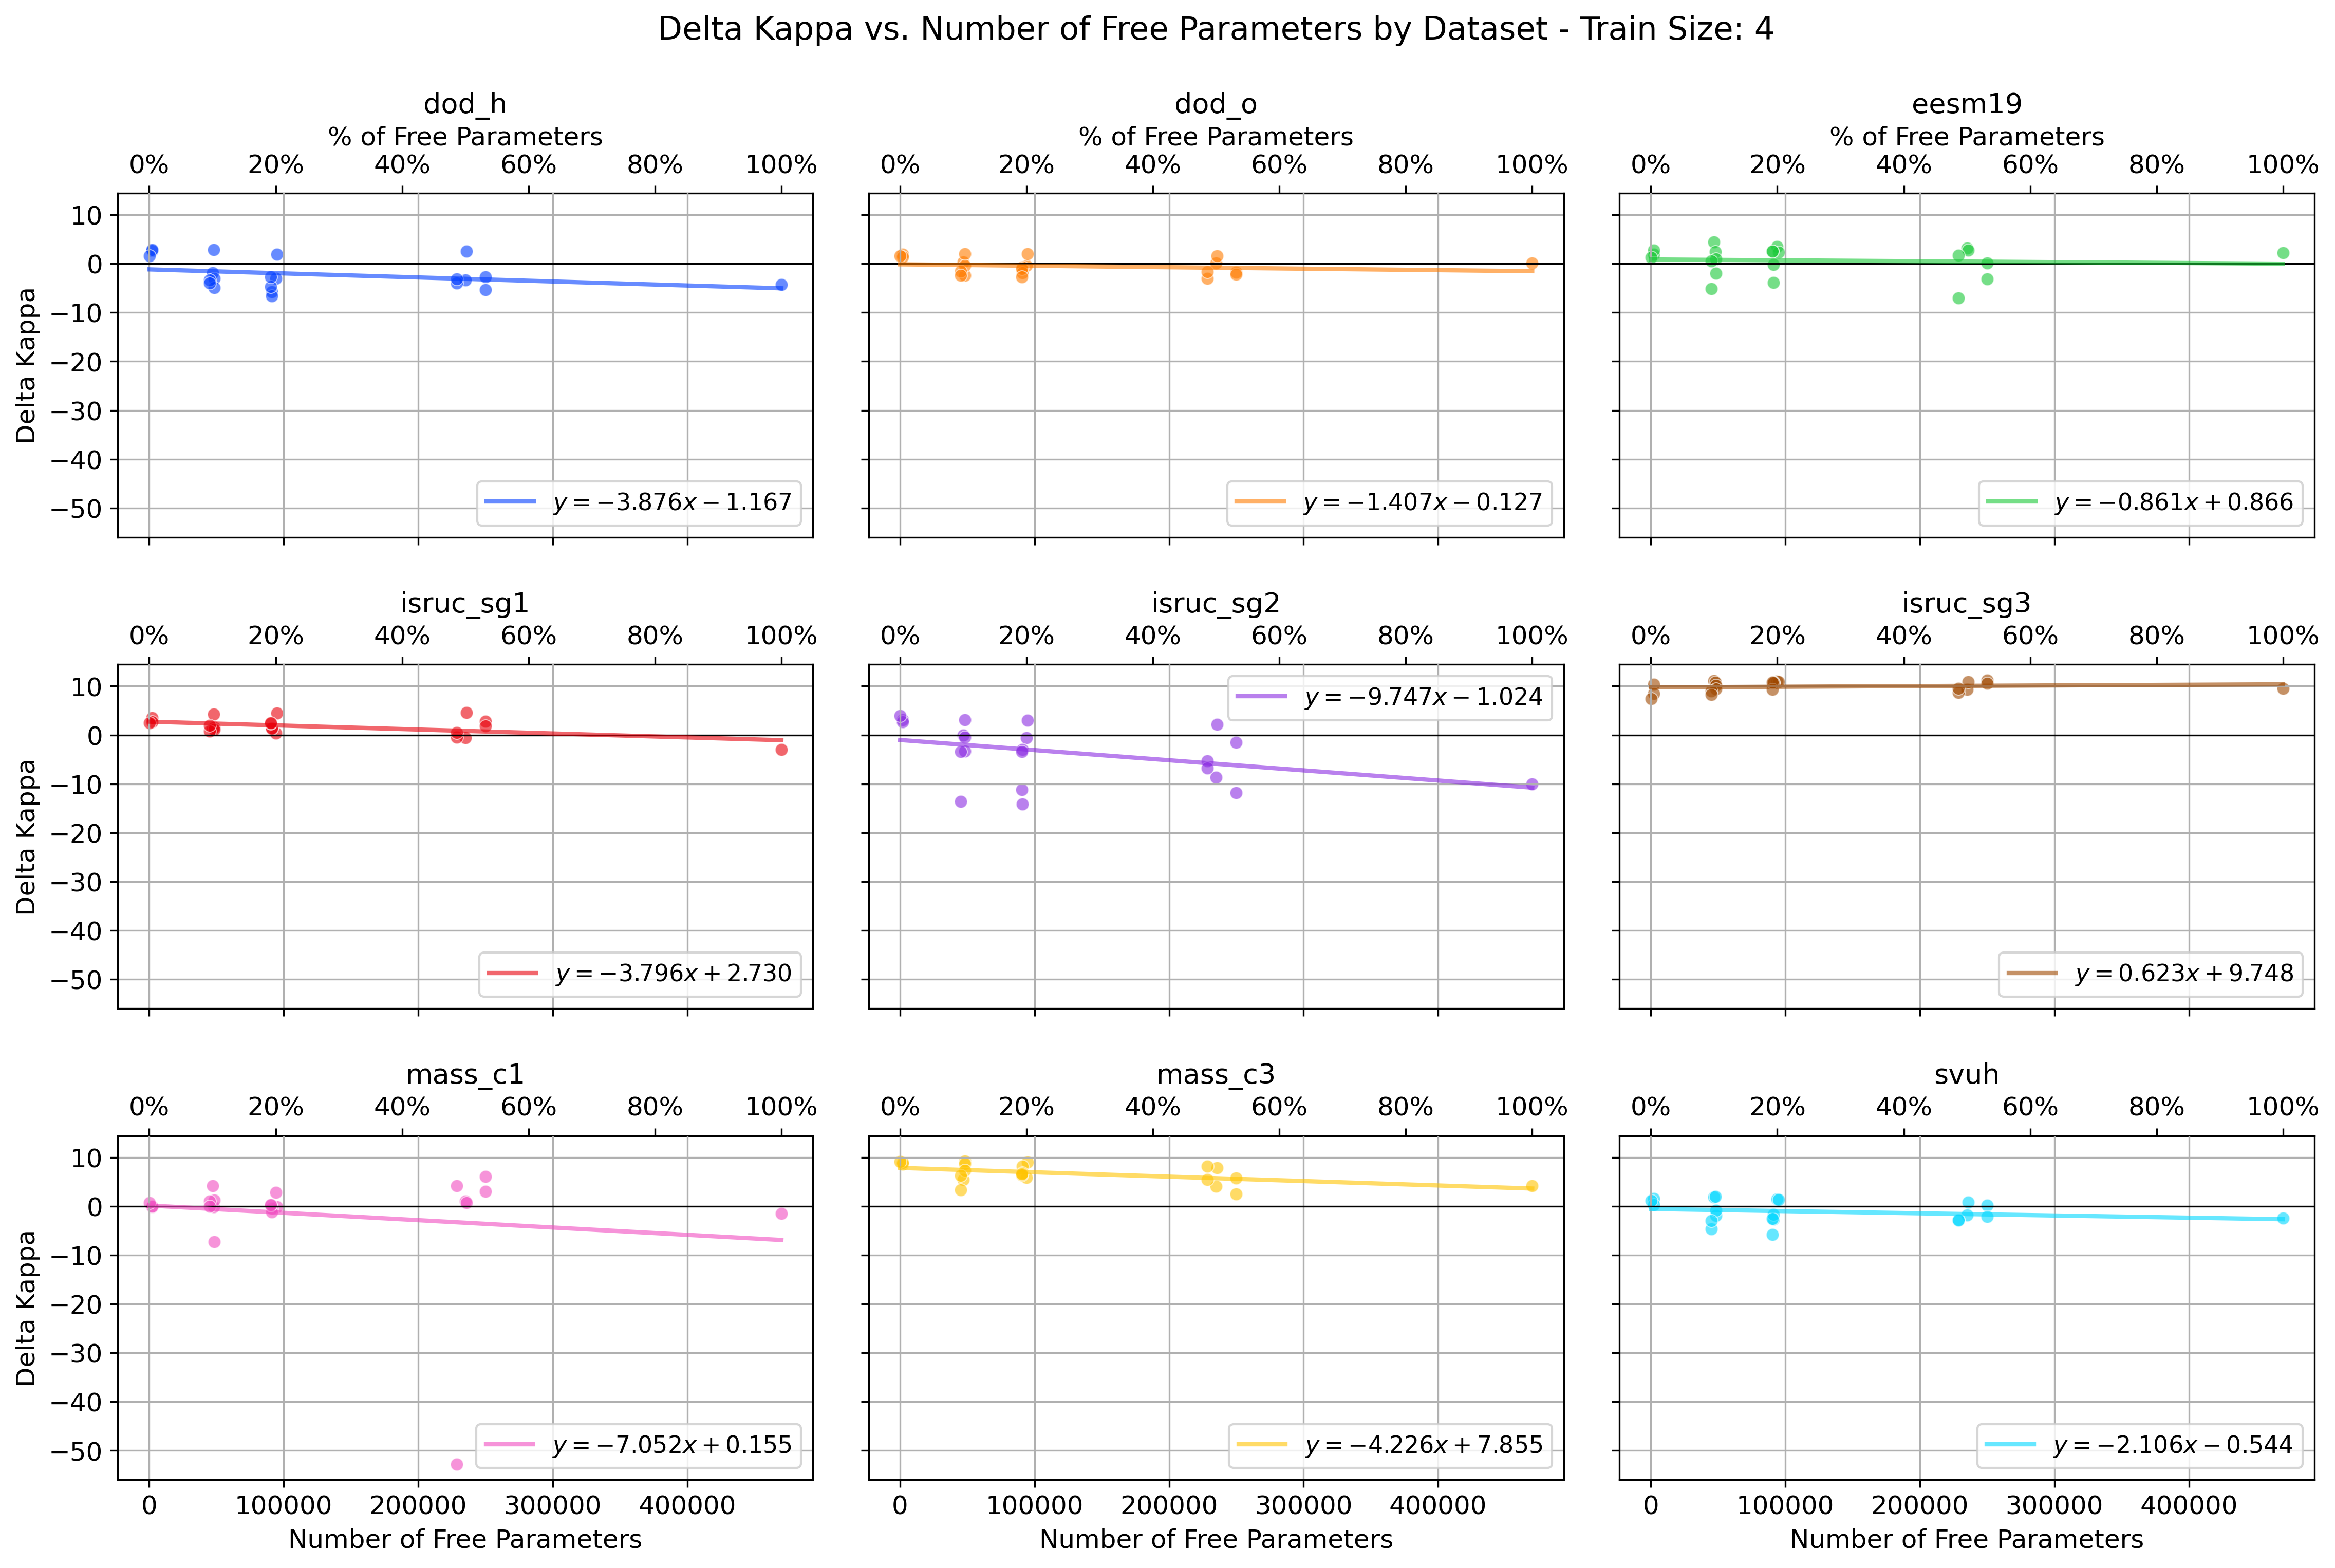 Delta Kappa vs. Number of Free Parameters by Dataset - Train Size: 4
dod_h
% of Free Parameters
0% 20% 40% 60% 80% 100%
dod_o
% of Free Parameters
0% 20% 40% 60% 80% 100%
eesm19
% of Free Parameters
0% 20% 40% 60% 80% 100%
Delta Kappa
10
0
−10
−20
−30
−40
−50
y = −3.876x − 1.167
y = −1.407x − 0.127
y = −0.861x + 0.866
isruc_sg1
0% 20% 40% 60% 80% 100%
isruc_sg2
0% 20% 40% 60% 80% 100%
isruc_sg3
0% 20% 40% 60% 80% 100%
Delta Kappa
10
0
−10
−20
−30
−40
−50
y = −3.796x + 2.730
y = −9.747x − 1.024
y = 0.623x + 9.748
mass_c1
0% 20% 40% 60% 80% 100%
mass_c3
0% 20% 40% 60% 80% 100%
svuh
0% 20% 40% 60% 80% 100%
Delta Kappa
10
0
−10
−20
−30
−40
−50
y = −7.052x + 0.155
y = −4.226x + 7.855
y = −2.106x − 0.544
0 100000 200000 300000 400000
Number of Free Parameters
0 100000 200000 300000 400000
Number of Free Parameters
0 100000 200000 300000 400000
Number of Free Parameters